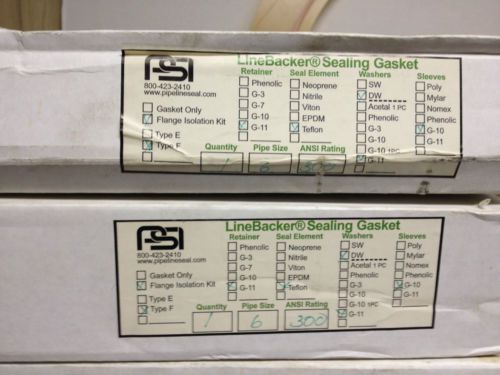 LineBacker® Sealing Gasket
PSI
800-423-2410
www.pipelineseal.com
Gasket Only
Flange Isolation Kit
Type E
Type F
Retainer
Phenolic
G-3
G-7
G-10
G-11
Seal Element
Neoprene
Nitrile
Viton
EPDM
Teflon
Washers
SW
DW
Acetal 1 PC
Phenolic
G-3
G-10
G-10 1PC
G-11
Sleeves
Poly
Mylar
Nomex
Phenolic
G-10
G-11
Quantity Pipe Size ANSI Rating
1 6 300
LineBacker® Sealing Gasket
PSI
800-423-2410
www.pipelineseal.com
Gasket Only
Flange Isolation Kit
Type E
Type F
Retainer
Phenolic
G-3
G-7
G-10
G-11
Seal Element
Neoprene
Nitrile
Viton
EPDM
Teflon
Washers
SW
DW
Acetal 1 PC
Phenolic
G-3
G-10
G-10 1PC
G-11
Sleeves
Poly
Mylar
Nomex
Phenolic
G-10
G-11
Quantity Pipe Size ANSI Rating
1 6 300